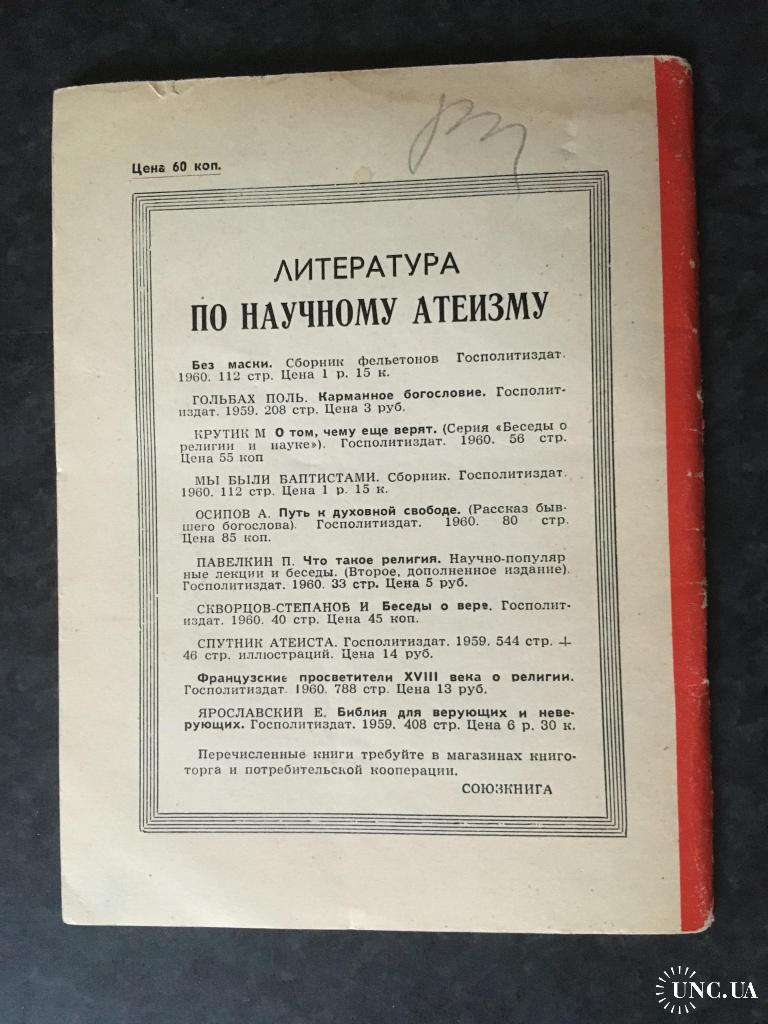 Цена 60 коп.
ЛИТЕРАТУРА
ПО НАУЧНОМУ АТЕИЗМУ
Без маски. Сборник фельетонов Госполитиздат.
1960. 112 стр. Цена 1 р. 15 к.
ГОЛЬБАХ ПОЛЬ. Карманное богословие. Госполит-
издат. 1959. 208 стр. Цена 3 руб.
КРУТИК М О том, чему еще верят. (Серия «Беседы о
религии и науке»). Госполитиздат. 1960. 56 стр.
Цена 55 коп
МЫ БЫЛИ БАПТИСТАМИ. Сборник. Госполитиздат.
1960. 112 стр. Цена 1 р. 15 к.
ОСИПОВ А. Путь к духовной свободе. (Рассказ быв-
шего богослова). Госполитиздат. 1960. 80 стр.
Цена 85 коп.
ПАВЕЛКИН П. Что такое религия. Научно-популяр
ные лекции и беседы. (Второе, дополненное издание).
Госполитиздат. 1960. 33 стр. Цена 5 руб.
СКВОРЦОВ-СТЕПАНОВ И Беседы о вере. Госполит-
издат. 1960. 40 стр. Цена 45 коп.
СПУТНИК АТЕИСТА. Госполитиздат. 1959. 544 стр. +
46 стр. иллюстраций. Цена 14 руб.
Французские просветители XVIII века о религии.
Госполитиздат. 1960. 788 стр. Цена 13 руб.
ЯРОСЛАВСКИЙ Е. Библия для верующих и неве-
рующих. Госполитиздат. 1959. 408 стр. Цена 6 р. 30 к.
Перечисленные книги требуйте в магазинах книго-
торга и потребительской кооперации.
СОЮЗКНИГА
UNC.UA